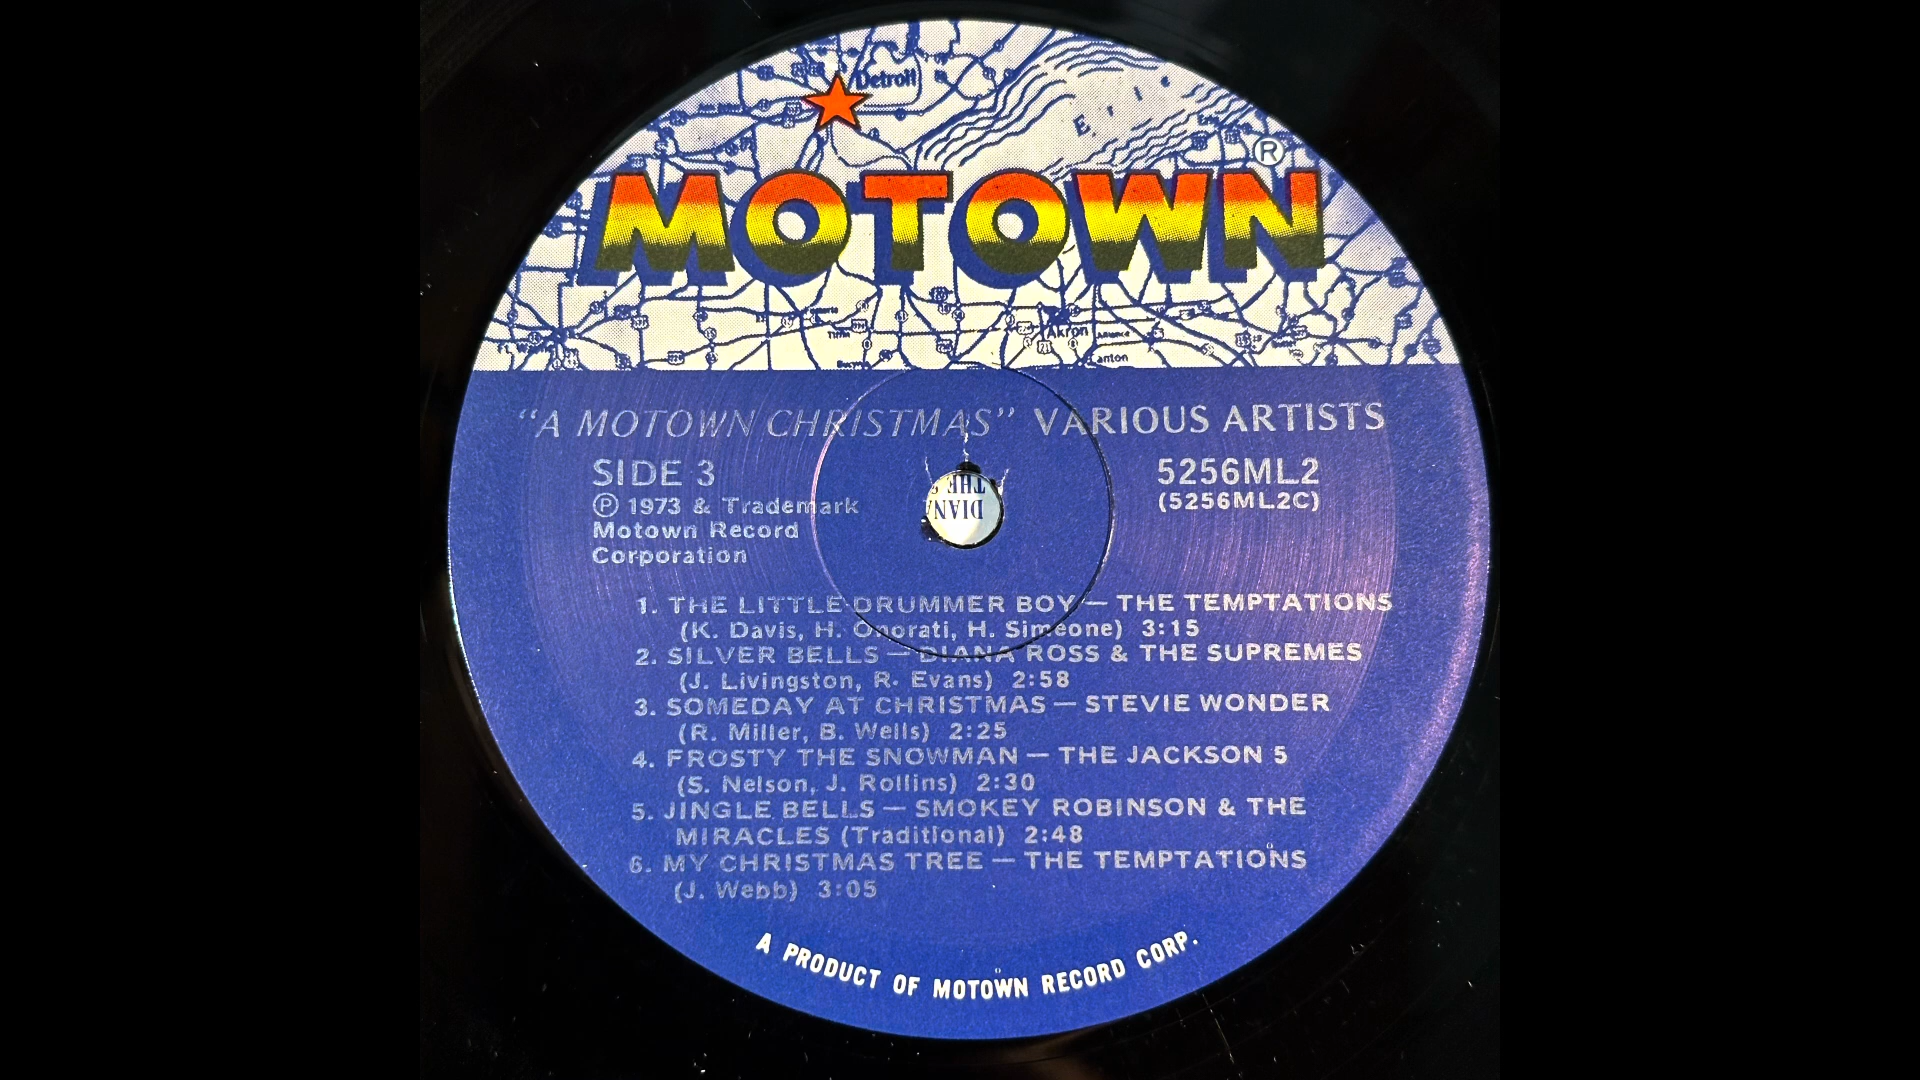 Detroit
Erie
®
MOTOWN
Akron
"A MOTOWN CHRISTMAS" VARIOUS ARTISTS
SIDE 3
5256ML2
Ⓟ 1973 & Trademark
(5256ML2C)
Motown Record
Corporation
THE
DIAN
1. THE LITTLE DRUMMER BOY — THE TEMPTATIONS
(K. Davis, H. Onorati, H. Simeone) 3:15
2. SILVER BELLS — DIANA ROSS & THE SUPREMES
(J. Livingston, R. Evans) 2:58
3. SOMEDAY AT CHRISTMAS — STEVIE WONDER
(R. Miller, B. Wells) 2:25
4. FROSTY THE SNOWMAN — THE JACKSON 5
(S. Nelson, J. Rollins) 2:30
5. JINGLE BELLS — SMOKEY ROBINSON & THE
MIRACLES (Traditional) 2:48
6. MY CHRISTMAS TREE — THE TEMPTATIONS
(J. Webb) 3:05
A PRODUCT OF MOTOWN RECORD CORP.